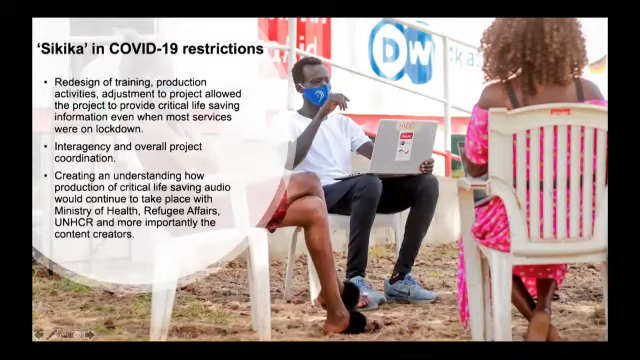 'Sikika' in COVID-19 restrictions
• Redesign of training, production
activities, adjustment to project allowed
the project to provide critical life saving
information even when most services
were on lockdown.
• Interagency and overall project
coordination.
• Creating an understanding how
production of critical life saving audio
would continue to take place with
Ministry of Health, Refugee Affairs,
UNHCR and more importantly the
content creators.
DW